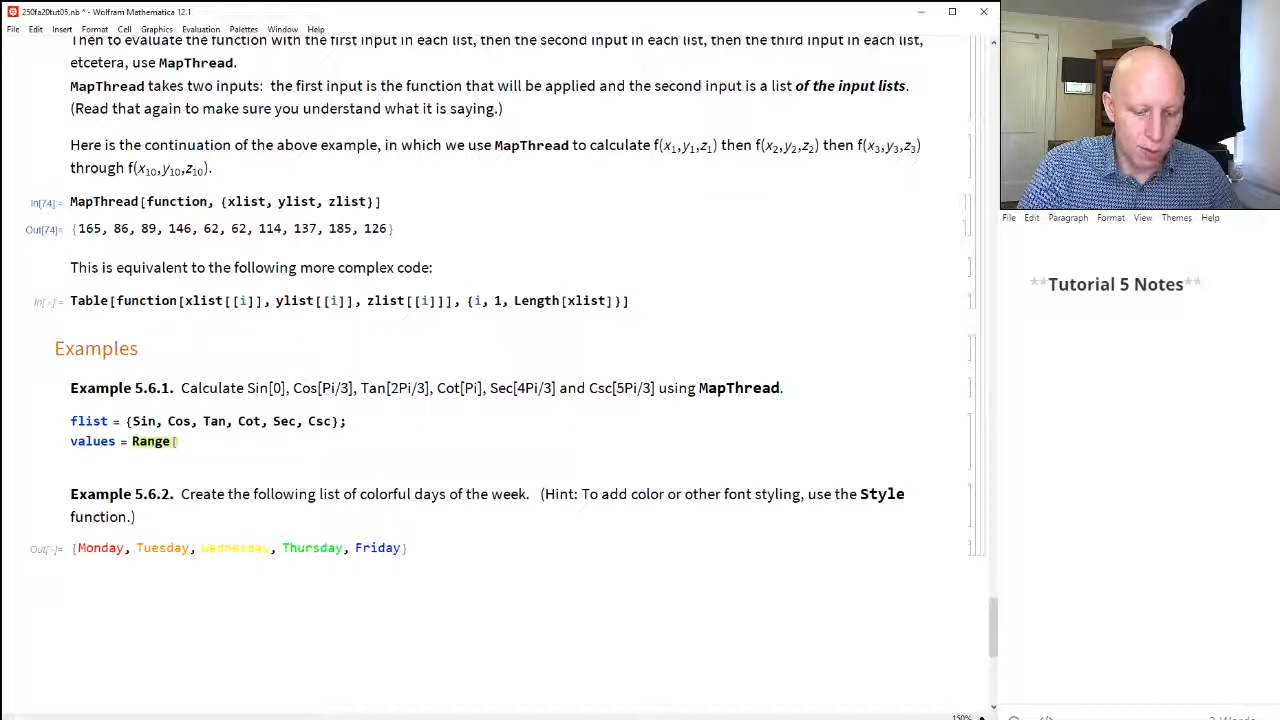 250fa20tut05.nb * - Wolfram Mathematica 12.1
File Edit Insert Format Cell Graphics Evaluation Palettes Window Help
Then to evaluate the function with the first input in each list, then the second input in each list, then the third input in each list,
etcetera, use MapThread.
MapThread takes two inputs: the first input is the function that will be applied and the second input is a list of the input lists.
(Read that again to make sure you understand what it is saying.)
Here is the continuation of the above example, in which we use MapThread to calculate f(x₁,y₁,z₁) then f(x₂,y₂,z₂) then f(x₃,y₃,z₃)
through f(x₁₀,y₁₀,z₁₀).
In[74]:= MapThread[function, {xlist, ylist, zlist}]
Out[74]= {165, 86, 89, 146, 62, 62, 114, 137, 185, 126}
This is equivalent to the following more complex code:
In[∘]:= Table[function[xlist[[i]], ylist[[i]], zlist[[i]]], {i, 1, Length[xlist]}]
Examples
Example 5.6.1. Calculate Sin[0], Cos[Pi/3], Tan[2Pi/3], Cot[Pi], Sec[4Pi/3] and Csc[5Pi/3] using MapThread.
flist = {Sin, Cos, Tan, Cot, Sec, Csc};
values = Range[
Example 5.6.2. Create the following list of colorful days of the week. (Hint: To add color or other font styling, use the Style
function.)
Out[∘]= {Monday, Tuesday, Wednesday, Thursday, Friday}
150%
File Edit Paragraph Format View Themes Help
**Tutorial 5 Notes**